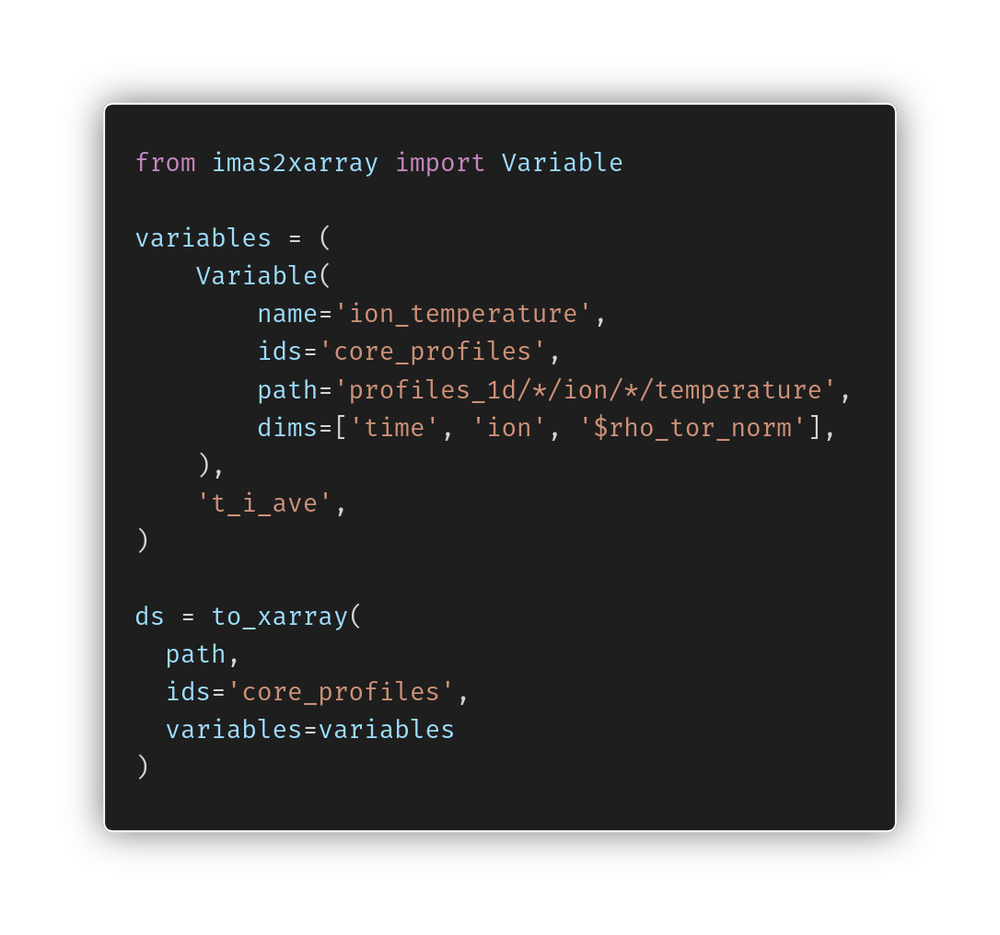 from imas2xarray import Variable

variables = (
    Variable(
        name='ion_temperature',
        ids='core_profiles',
        path='profiles_1d/*/ion/*/temperature',
        dims=['time', 'ion', '$rho_tor_norm'],
    ),
    't_i_ave',
)

ds = to_xarray(
  path,
  ids='core_profiles',
  variables=variables
)